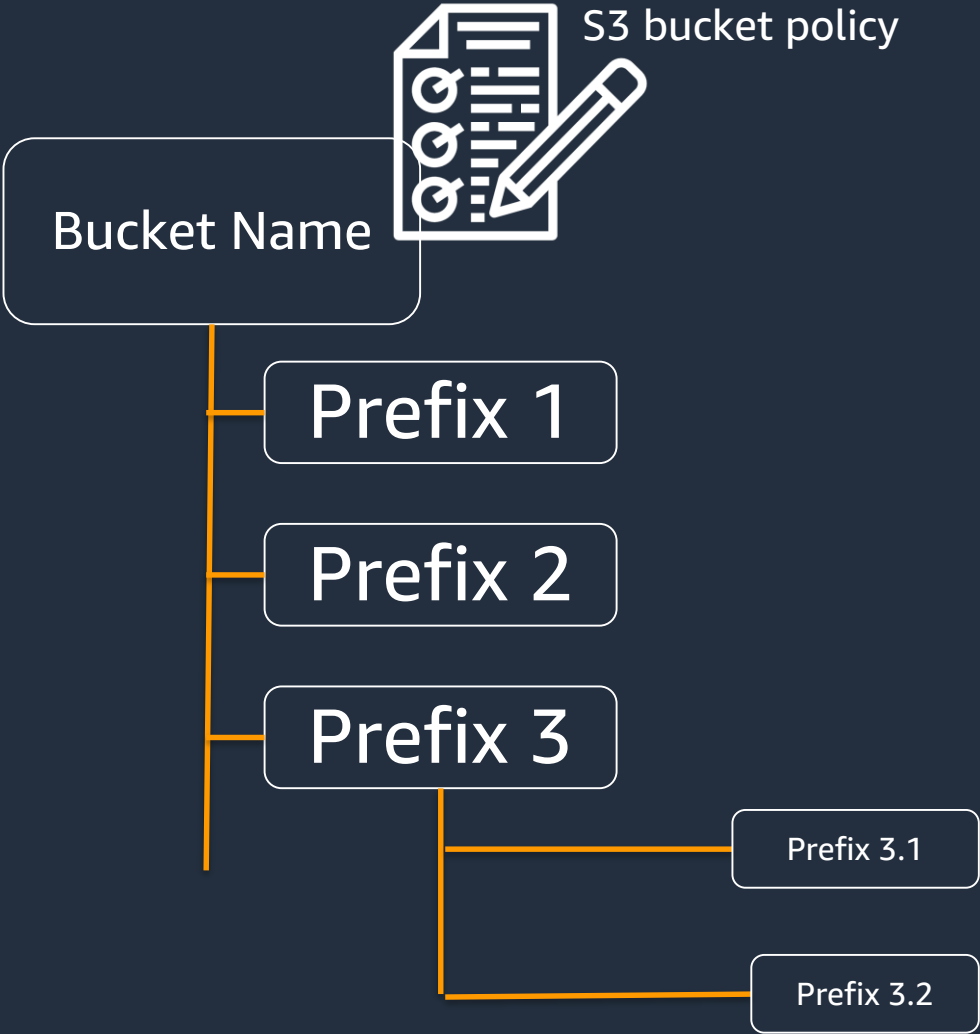 S3 bucket policy
Bucket Name
Prefix 1
Prefix 2
Prefix 3
Prefix 3.1
Prefix 3.2